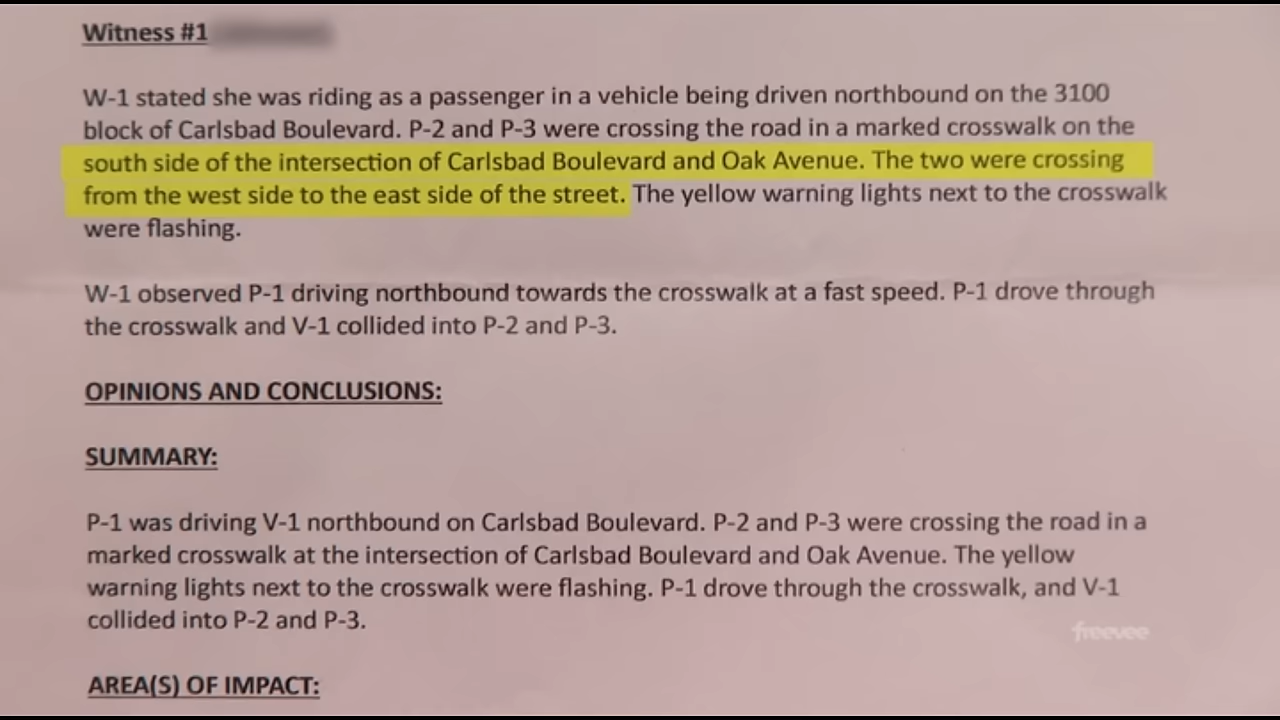 Witness #1
W-1 stated she was riding as a passenger in a vehicle being driven northbound on the 3100
block of Carlsbad Boulevard. P-2 and P-3 were crossing the road in a marked crosswalk on the
south side of the intersection of Carlsbad Boulevard and Oak Avenue. The two were crossing
from the west side to the east side of the street. The yellow warning lights next to the crosswalk
were flashing.
W-1 observed P-1 driving northbound towards the crosswalk at a fast speed. P-1 drove through
the crosswalk and V-1 collided into P-2 and P-3.
OPINIONS AND CONCLUSIONS:
SUMMARY:
P-1 was driving V-1 northbound on Carlsbad Boulevard. P-2 and P-3 were crossing the road in a
marked crosswalk at the intersection of Carlsbad Boulevard and Oak Avenue. The yellow
warning lights next to the crosswalk were flashing. P-1 drove through the crosswalk, and V-1
collided into P-2 and P-3.
freevee
AREA(S) OF IMPACT: